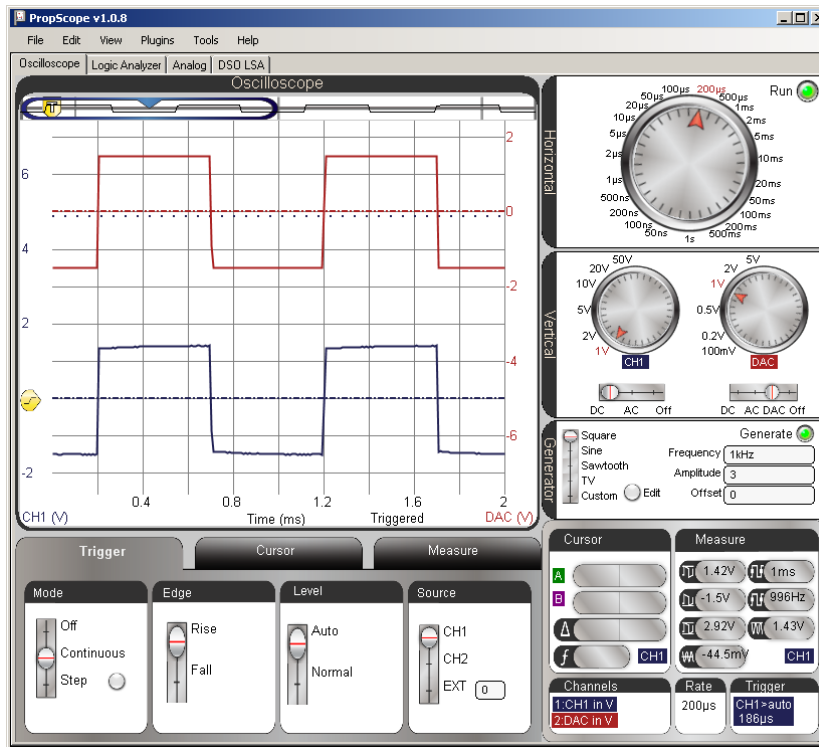 PropScope v1.0.8
File Edit View Plugins Tools Help
Oscilloscope Logic Analyzer Analog DSO LSA
Oscilloscope
T
2
0
-2
-4
-6
6
4
2
-2
0.4 0.8 1.2 1.6 2
CH1 (V) Time (ms) Triggered DAC (V)
Horizontal
Run
50ns
100ns
200ns
500ns
1µs
2µs
5µs
10µs
20µs
50µs
100µs
200µs
500µs
1ms
2ms
5ms
10ms
20ms
50ms
100ms
200ms
500ms
1s
Vertical
50V
20V
10V
5V
2V
1V
CH1
DC AC Off
5V
2V
1V
0.5V
0.2V
100mV
DAC
DC AC DAC Off
Generator
Square
Sine
Sawtooth
TV
Custom
Edit
Generate
Frequency 1kHz
Amplitude 3
Offset 0
Trigger Cursor Measure
Mode
Off
Continuous
Step
Edge
Rise
Fall
Level
Auto
Normal
Source
CH1
CH2
EXT 0
Cursor
A
B
Δ
f
CH1
Measure
1.42V 1ms
-1.5V 996Hz
2.92V 1.43V
-44.5mV CH1
Channels
1:CH1 in V
2:DAC in V
Rate
200µs
Trigger
CH1>auto
186µs